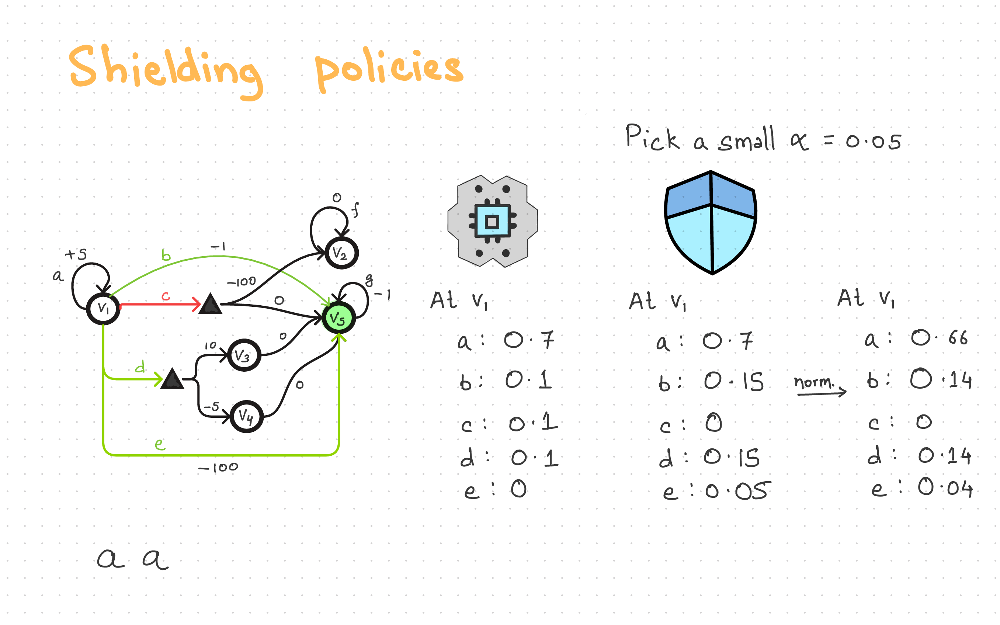 Shielding policies
Pick a small α = 0.05
0
f
V2
+5
a
b
-1
-100
c
V1
0
g
-1
V5
10
V3
0
d
-5
V4
0
e
-100
At V1
a: 0.7
b: 0.1
c: 0.1
d: 0.1
e: 0
At V1
a: 0.7
b: 0.15
c: 0
d: 0.15
e: 0.05
norm.
At V1
a: 0.66
b: 0.14
c: 0
d: 0.14
e: 0.04
a a